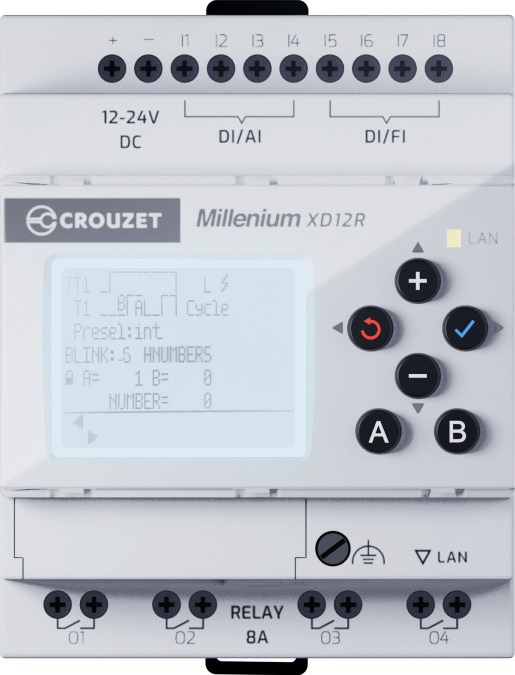 + − I1 I2 I3 I4 I5 I6 I7 I8
12-24V DI/AI DI/FI
DC
CROUZET Millenium XD12R
LAN
TT1 L
T1 B AL Cycle
Presel:int
BLINK: HNUMBERS
A= 1 B= 0
NUMBER= 0
A B
LAN
RELAY
8A
O1 O2 O3 O4